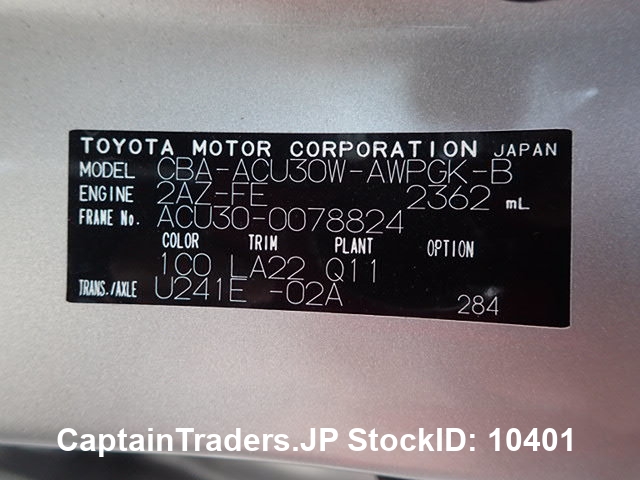 TOYOTA MOTOR CORPORATION JAPAN
MODEL CBA-ACU30W-AWPGK-B
ENGINE 2AZ-FE 2362 mL
FRAME No. ACU30-0078824
COLOR TRIM PLANT OPTION
1C0 LA22 Q11
TRANS./AXLE U241E -02A 284
CaptainTraders.JP StockID: 10401